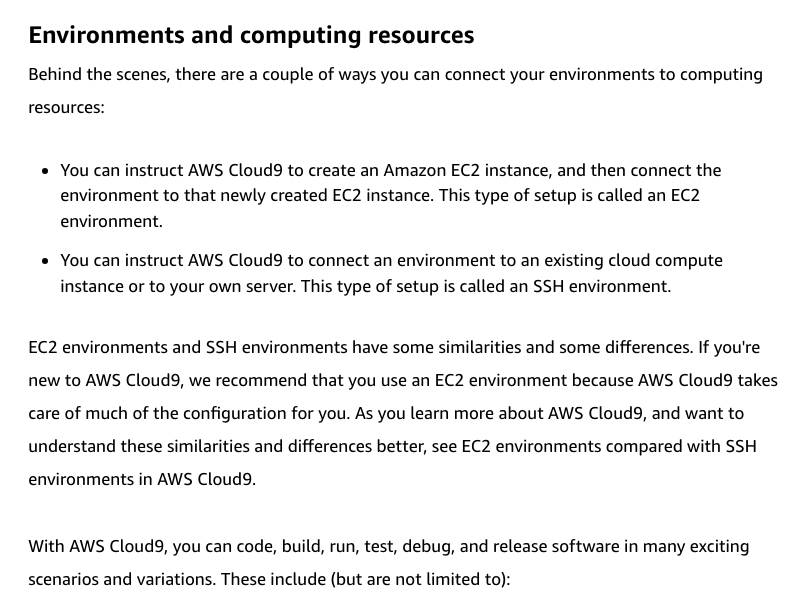 Environments and computing resources
Behind the scenes, there are a couple of ways you can connect your environments to computing
resources:
• You can instruct AWS Cloud9 to create an Amazon EC2 instance, and then connect the
environment to that newly created EC2 instance. This type of setup is called an EC2
environment.
• You can instruct AWS Cloud9 to connect an environment to an existing cloud compute
instance or to your own server. This type of setup is called an SSH environment.
EC2 environments and SSH environments have some similarities and some differences. If you're
new to AWS Cloud9, we recommend that you use an EC2 environment because AWS Cloud9 takes
care of much of the configuration for you. As you learn more about AWS Cloud9, and want to
understand these similarities and differences better, see EC2 environments compared with SSH
environments in AWS Cloud9.
With AWS Cloud9, you can code, build, run, test, debug, and release software in many exciting
scenarios and variations. These include (but are not limited to):